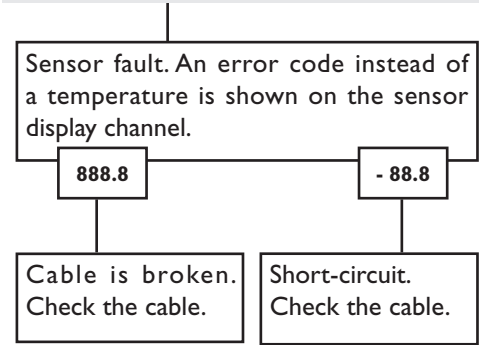 Sensor fault. An error code instead of
a temperature is shown on the sensor
display channel.
888.8
- 88.8
Cable is broken.
Check the cable.
Short-circuit.
Check the cable.